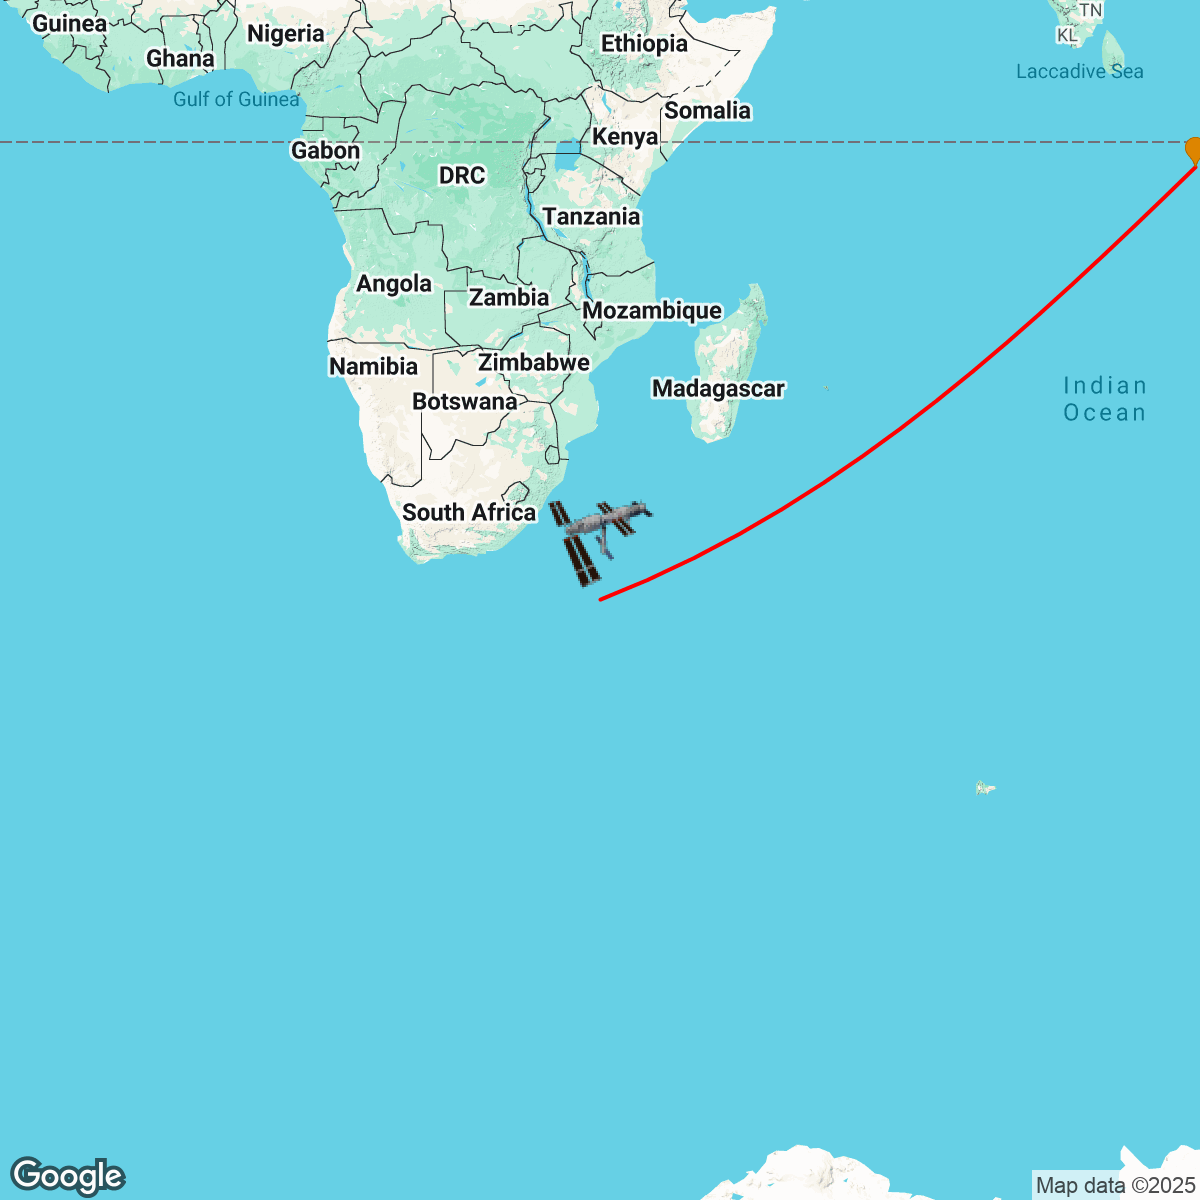 Guinea
Nigeria
Ghana
Ethiopia
TN
KL
Laccadive Sea
Gulf of Guinea
Somalia
Kenya
Gabon
DRC
Tanzania
Angola
Zambia
Mozambique
Namibia
Zimbabwe
Botswana
Madagascar
Indian
Ocean
South Africa
Google
Map data ©2025